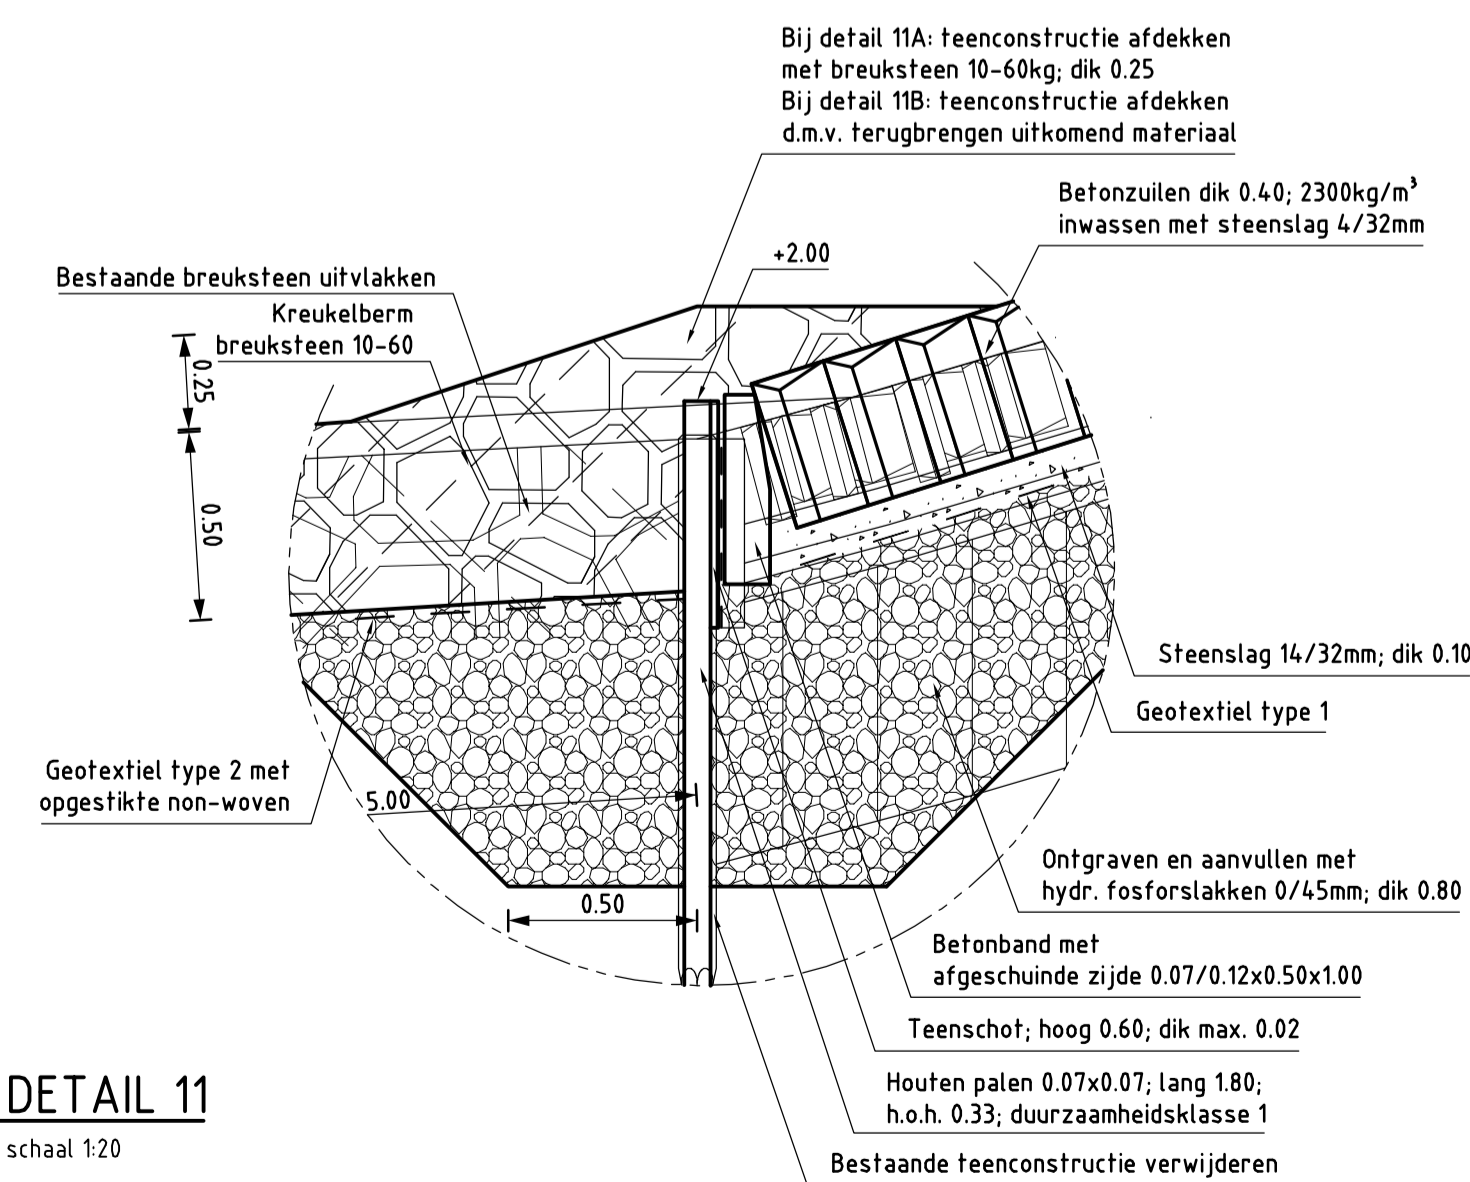 Bij detail 11A: teenconstructie afdekken
met breuksteen 10-60kg; dik 0.25
Bij detail 11B: teenconstructie afdekken
d.m.v. terugbrengen uitkomend materiaal
Betonzuilen dik 0.40; 2300kg/m³
inwassen met steenslag 4/32mm
+2.00
Bestaande breuksteen uitvlakken
Kreukelberm
breuksteen 10-60
0.25
0.50
Steenslag 14/32mm; dik 0.10
Geotextiel type 1
Geotextiel type 2 met
opgestikte non-woven
5.00
0.50
Ontgraven en aanvullen met
hydr. fosforslakken 0/45mm; dik 0.80
Betonband met
afgeschuinde zijde 0.07/0.12x0.50x1.00
Teenschot; hoog 0.60; dik max. 0.02
Houten palen 0.07x0.07; lang 1.80;
h.o.h. 0.33; duurzaamheidsklasse 1
Bestaande teenconstructie verwijderen
DETAIL 11
schaal 1:20